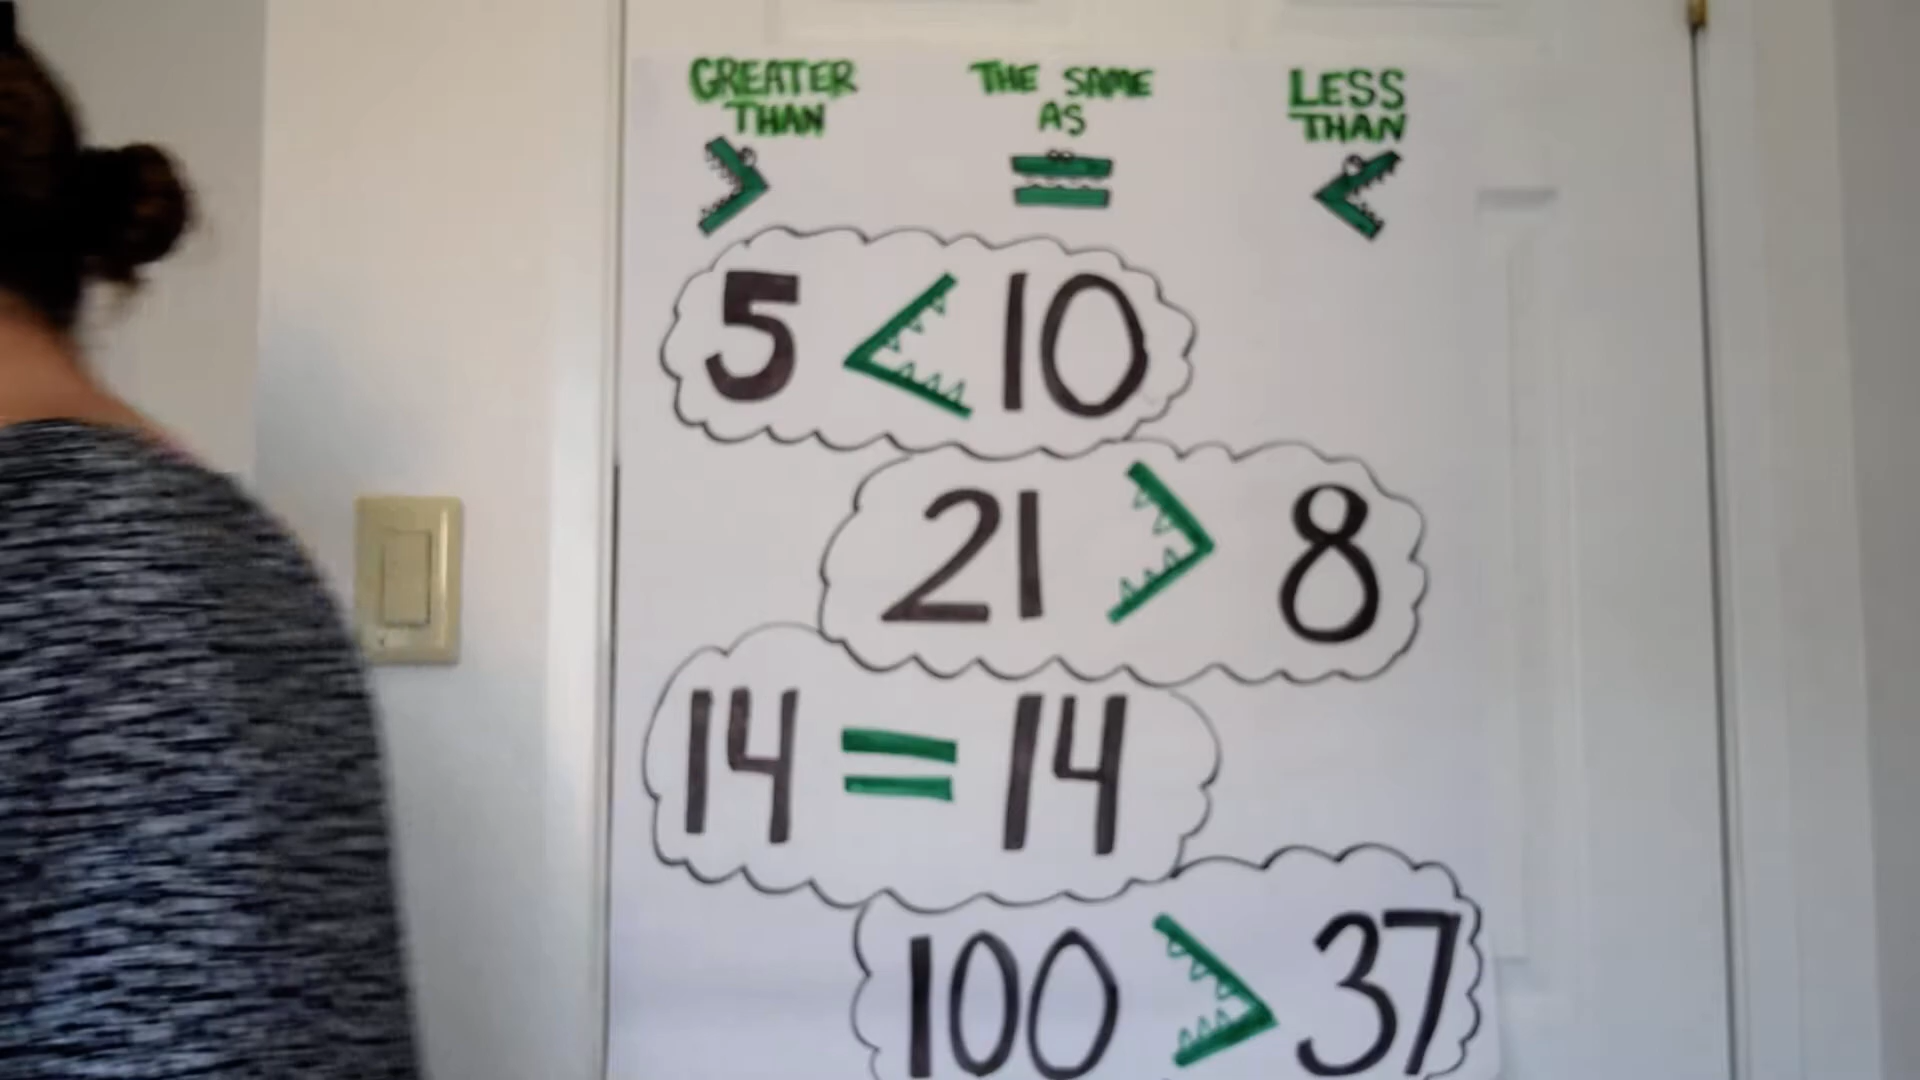 GREATER THAN
>
THE SAME AS
=
LESS THAN
<
5 < 10
21 > 8
14 = 14
100 > 37